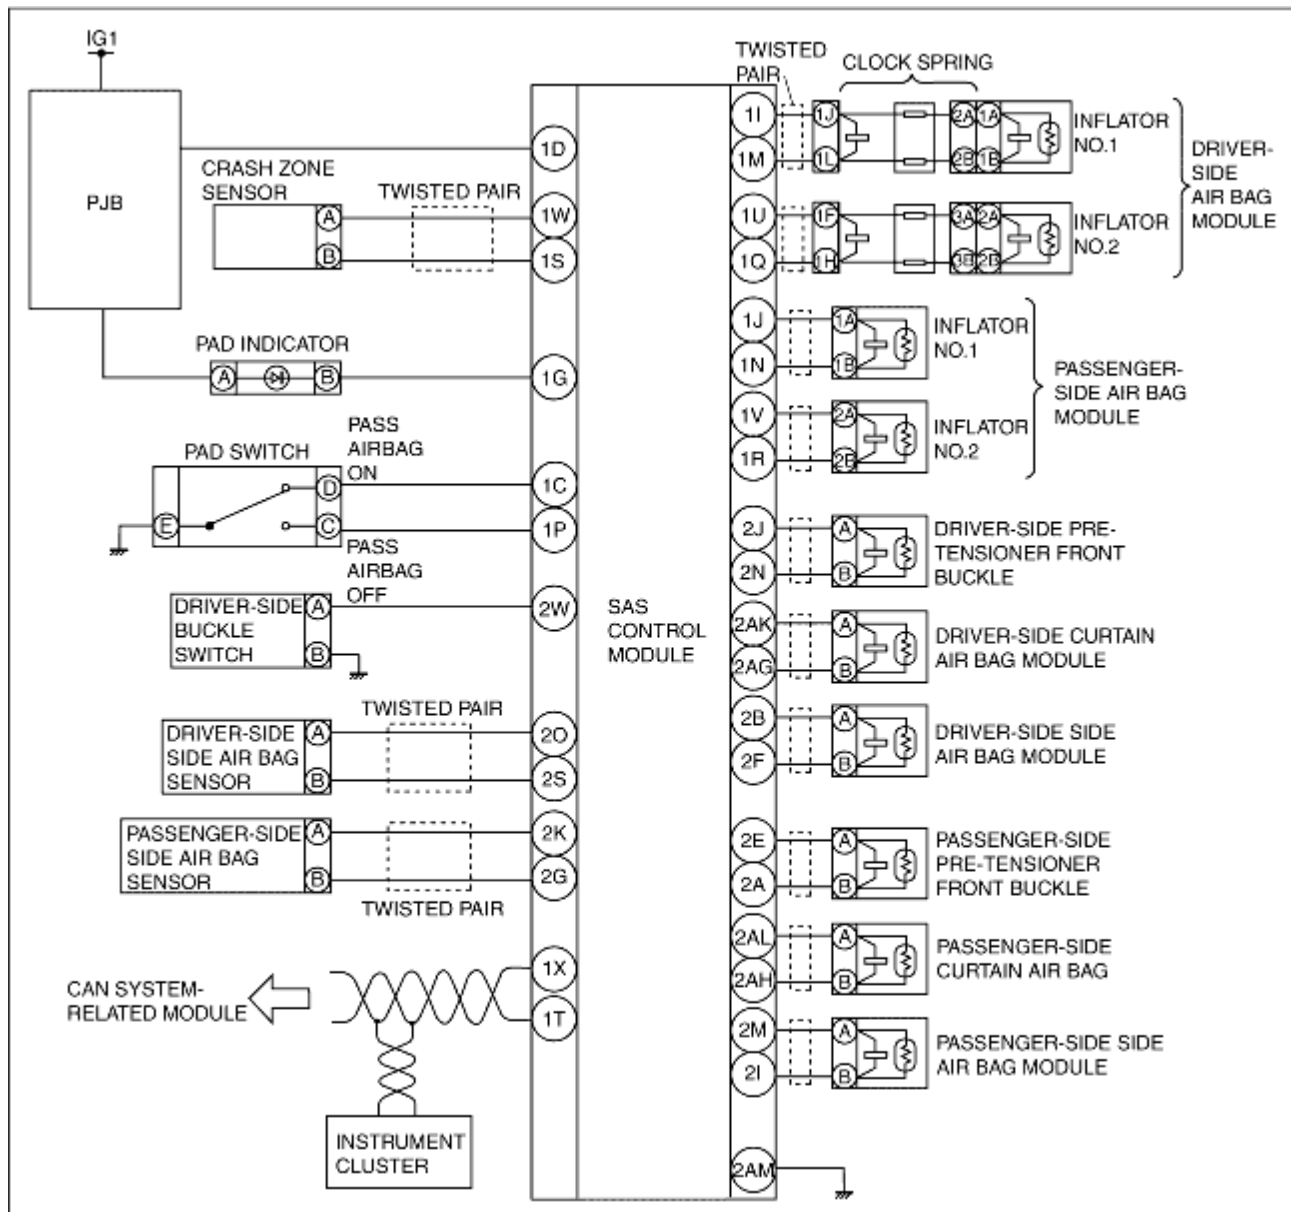 IG1
PJB
CRASH ZONE
SENSOR
A
B
TWISTED PAIR
PAD INDICATOR
A
B
PAD SWITCH
PASS
AIRBAG
ON
E
D
C
PASS
AIRBAG
OFF
DRIVER-SIDE
BUCKLE
SWITCH
A
B
TWISTED PAIR
DRIVER-SIDE
SIDE AIR BAG
SENSOR
A
B
PASSENGER-SIDE
SIDE AIR BAG
SENSOR
A
B
TWISTED PAIR
CAN SYSTEM-
RELATED MODULE
INSTRUMENT
CLUSTER
1D
1W
1S
1G
1C
1P
2W
2O
2S
2K
2G
1X
1T
SAS
CONTROL
MODULE
1I
1M
1U
1Q
1J
1N
1V
1R
2J
2N
2AK
2AG
2B
2F
2E
2A
2AL
2AH
2M
2I
2AM
TWISTED
PAIR
CLOCK SPRING
1J
1L
2A
2B
1A
1B
INFLATOR
NO.1
1F
1H
3A
3B
2A
2B
INFLATOR
NO.2
DRIVER-
SIDE
AIR BAG
MODULE
1A
1B
INFLATOR
NO.1
2A
2B
INFLATOR
NO.2
PASSENGER-
SIDE AIR BAG
MODULE
A
B
DRIVER-SIDE PRE-
TENSIONER FRONT
BUCKLE
A
B
DRIVER-SIDE CURTAIN
AIR BAG MODULE
A
B
DRIVER-SIDE SIDE
AIR BAG MODULE
A
B
PASSENGER-SIDE
PRE-TENSIONER
FRONT BUCKLE
A
B
PASSENGER-SIDE
CURTAIN AIR BAG
A
B
PASSENGER-SIDE SIDE
AIR BAG MODULE